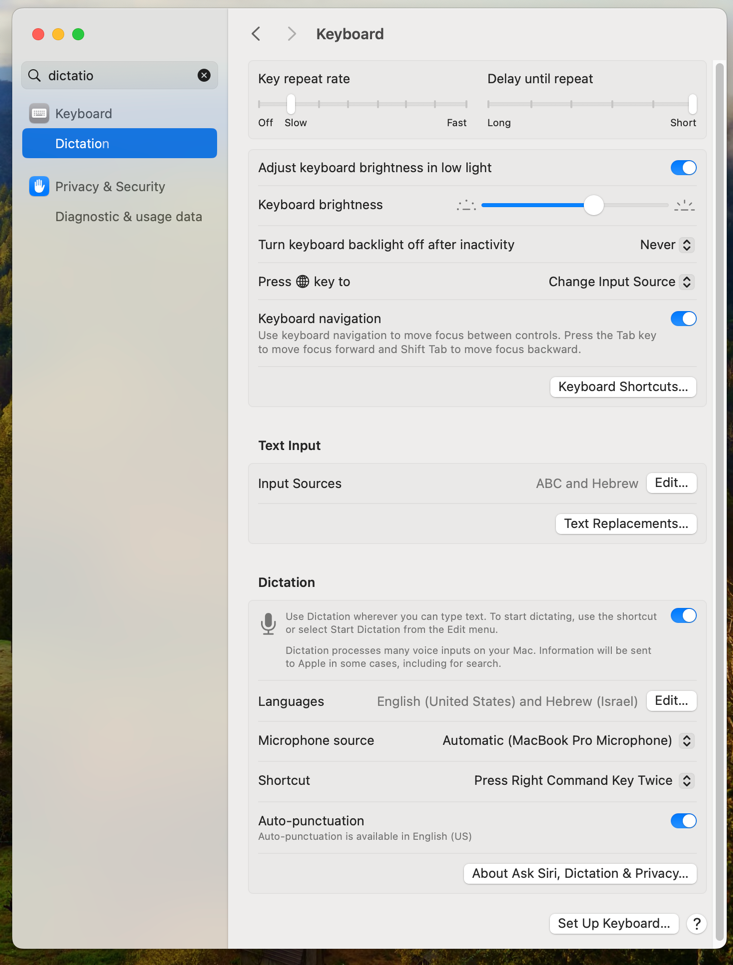 Keyboard
dictatio
Keyboard
Dictation
Privacy & Security
Diagnostic & usage data
Key repeat rate
Off Slow Fast
Delay until repeat
Long Short
Adjust keyboard brightness in low light
Keyboard brightness
Turn keyboard backlight off after inactivity Never
Press key to Change Input Source
Keyboard navigation
Use keyboard navigation to move focus between controls. Press the Tab key
to move focus forward and Shift Tab to move focus backward.
Keyboard Shortcuts...
Text Input
Input Sources ABC and Hebrew Edit...
Text Replacements...
Dictation
Use Dictation wherever you can type text. To start dictating, use the shortcut
or select Start Dictation from the Edit menu.
Dictation processes many voice inputs on your Mac. Information will be sent
to Apple in some cases, including for search.
Languages English (United States) and Hebrew (Israel) Edit...
Microphone source Automatic (MacBook Pro Microphone)
Shortcut Press Right Command Key Twice
Auto-punctuation
Auto-punctuation is available in English (US)
About Ask Siri, Dictation & Privacy...
Set Up Keyboard... ?